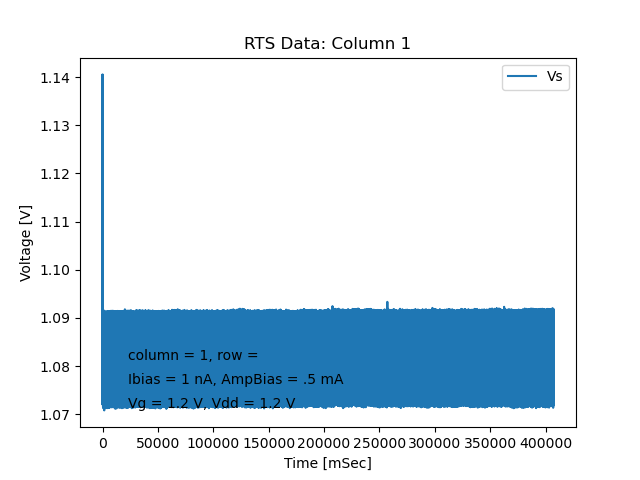 RTS Data: Column 1
Vs
1.14
1.13
1.12
1.11
1.10
1.09
1.08
1.07
Voltage [V]
column = 1, row =
Ibias = 1 nA, AmpBias = .5 mA
Vg = 1.2 V, Vdd = 1.2 V
0 50000 100000 150000 200000 250000 300000 350000 400000
Time [mSec]